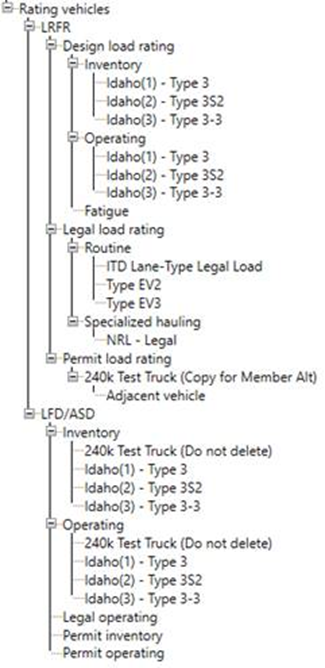 Rating vehicles
LRFR
Design load rating
Inventory
Idaho(1) - Type 3
Idaho(2) - Type 3S2
Idaho(3) - Type 3-3
Operating
Idaho(1) - Type 3
Idaho(2) - Type 3S2
Idaho(3) - Type 3-3
Fatigue
Legal load rating
Routine
ITD Lane-Type Legal Load
Type EV2
Type EV3
Specialized hauling
NRL - Legal
Permit load rating
240k Test Truck (Copy for Member Alt)
Adjacent vehicle
LFD/ASD
Inventory
240k Test Truck (Do not delete)
Idaho(1) - Type 3
Idaho(2) - Type 3S2
Idaho(3) - Type 3-3
Operating
240k Test Truck (Do not delete)
Idaho(1) - Type 3
Idaho(2) - Type 3S2
Idaho(3) - Type 3-3
Legal operating
Permit inventory
Permit operating